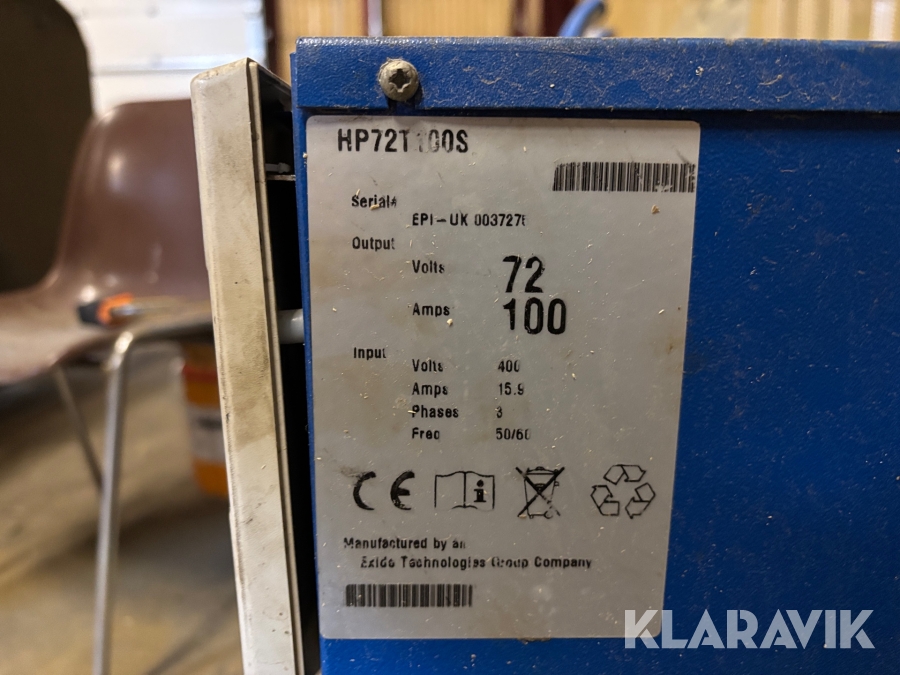 HP72T100S
Serial#
EPI-UK 0037278
Output
Volts 72
Amps 100
Input
Volts 400
Amps 15.9
Phases 3
Freq 50/60
CE
Manufactured by an
Exide Technologies Group Company
KLARAVIK